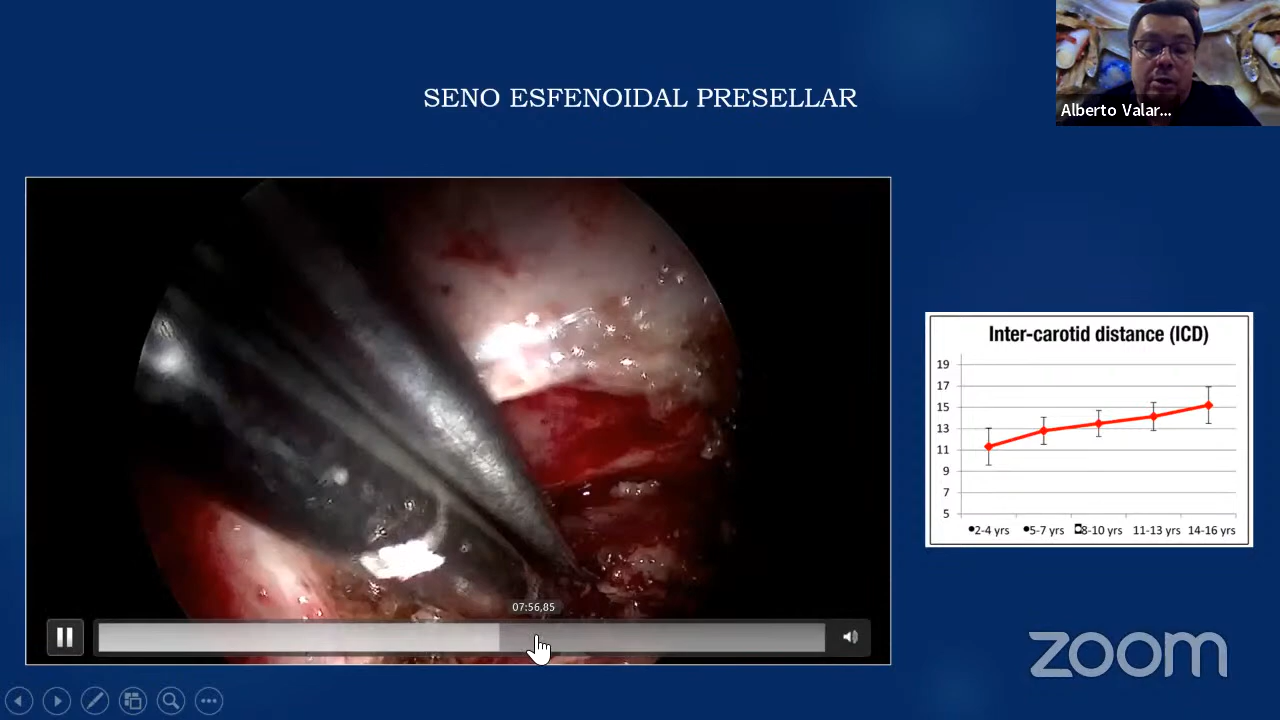 SENO ESFENOIDAL PRESELLAR
Alberto Valar...
Inter-carotid distance (ICD)
19
17
15
13
11
9
7
5
2-4 yrs 5-7 yrs 8-10 yrs 11-13 yrs 14-16 yrs
07:56,85
zoom